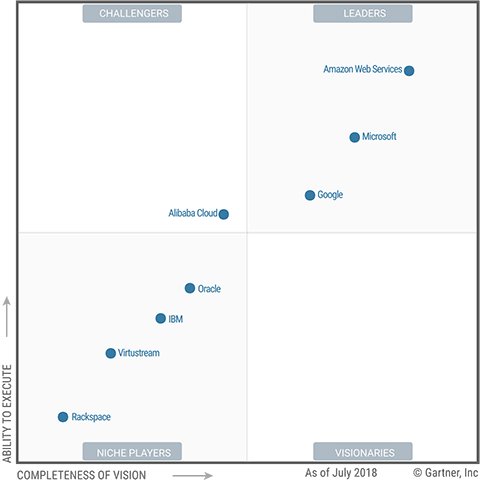 CHALLENGERS
LEADERS
Amazon Web Services
Microsoft
Google
Alibaba Cloud
Oracle
IBM
Virtustream
Rackspace
ABILITY TO EXECUTE
NICHE PLAYERS
VISIONARIES
COMPLETENESS OF VISION
As of July 2018
© Gartner, Inc